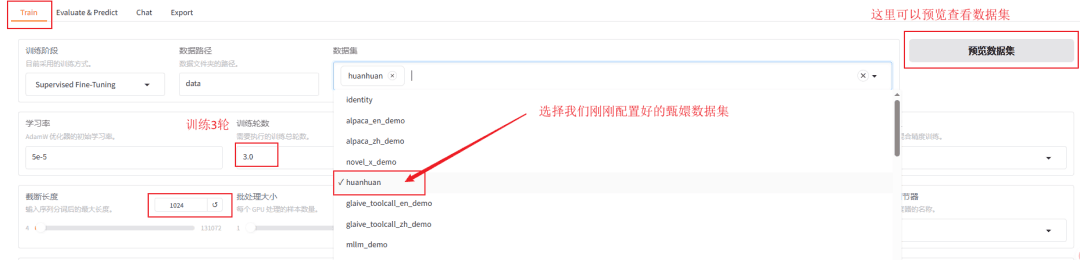 Train Evaluate & Predict Chat Export
这里可以预览查看数据集
训练阶段
目前采用的训练方式。
Supervised Fine-Tuning
数据路径
数据文件夹的路径。
data
数据集
huanhuan ×
预览数据集
identity
alpaca_en_demo
alpaca_zh_demo
novel_x_demo
✓ huanhuan
glaive_toolcall_en_demo
glaive_toolcall_zh_demo
mllm_demo
选择我们刚刚配置好的甄嬛数据集
学习率
AdamW 优化器的初始学习率。
5e-5
训练3轮
训练轮数
需要执行的训练总轮数。
3.0
混合精度训练。
截断长度
输入序列分词后的最大长度。
1024
131072
批处理大小
每个 GPU 处理的样本数量。
1
节器